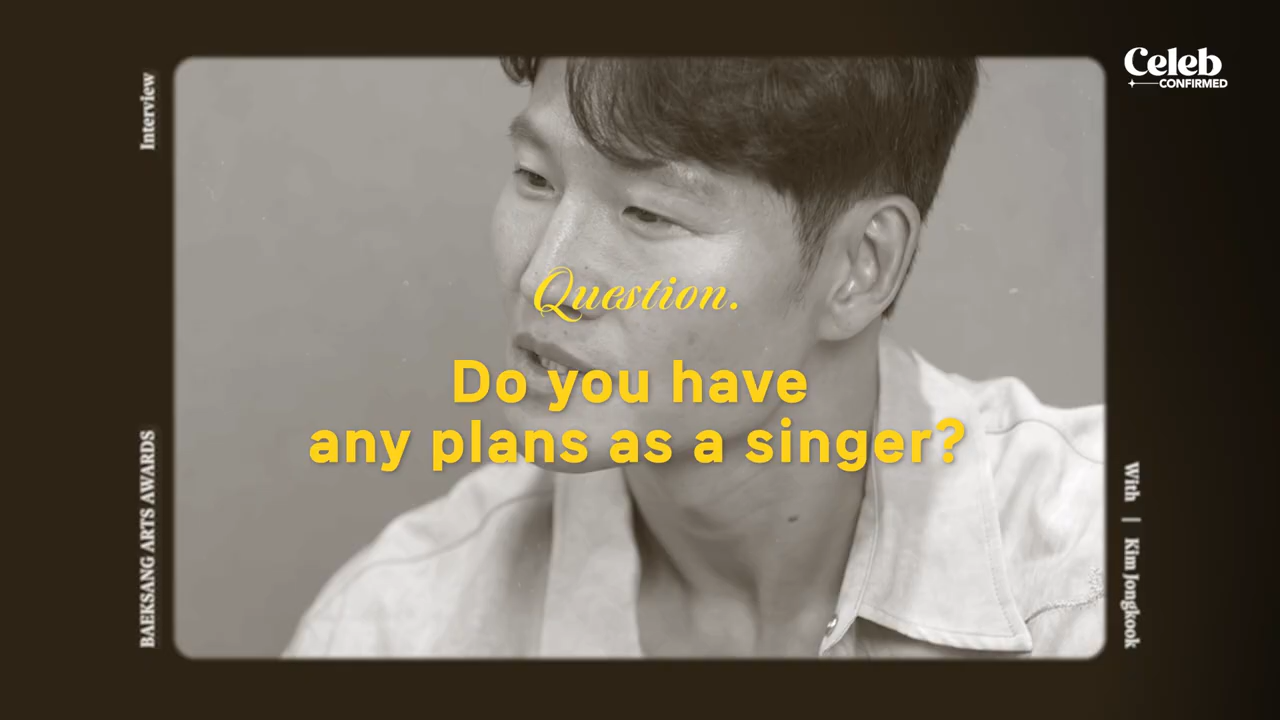 Celeb
CONFIRMED
Interview
BAEKSANG ARTS AWARDS
Question.
Do you have
any plans as a singer?
With | Kim Jongkook